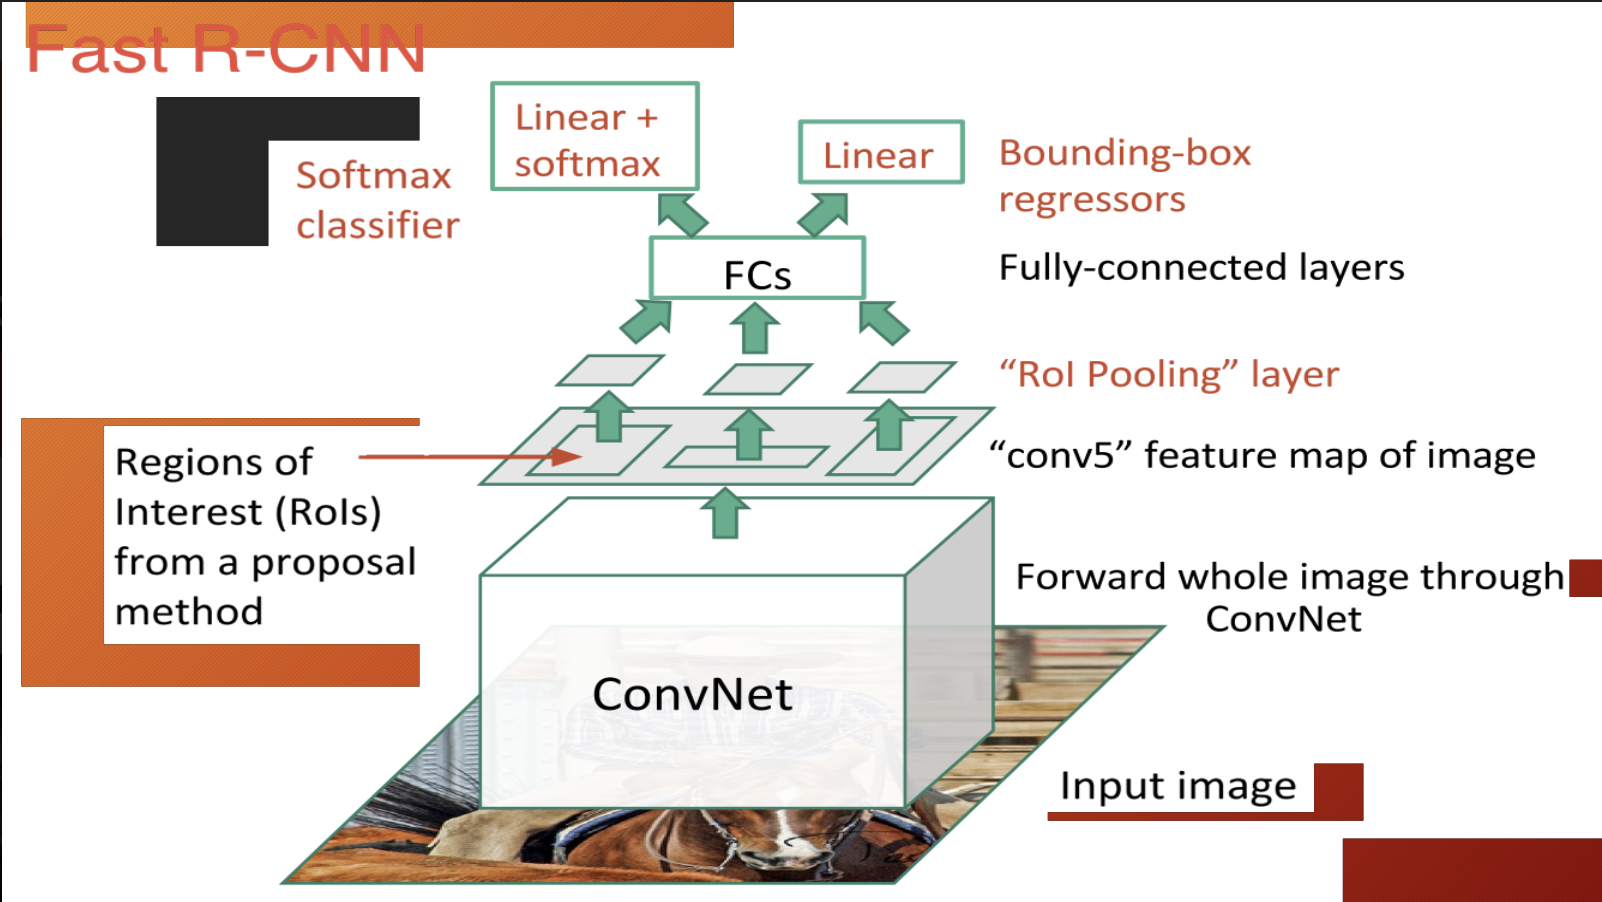 Fast R-CNN
Linear +
softmax
Linear
Softmax
classifier
Bounding-box
regressors
FCs
Fully-connected layers
“RoI Pooling” layer
Regions of
Interest (RoIs)
from a proposal
method
“conv5” feature map of image
Forward whole image through
ConvNet
ConvNet
Input image